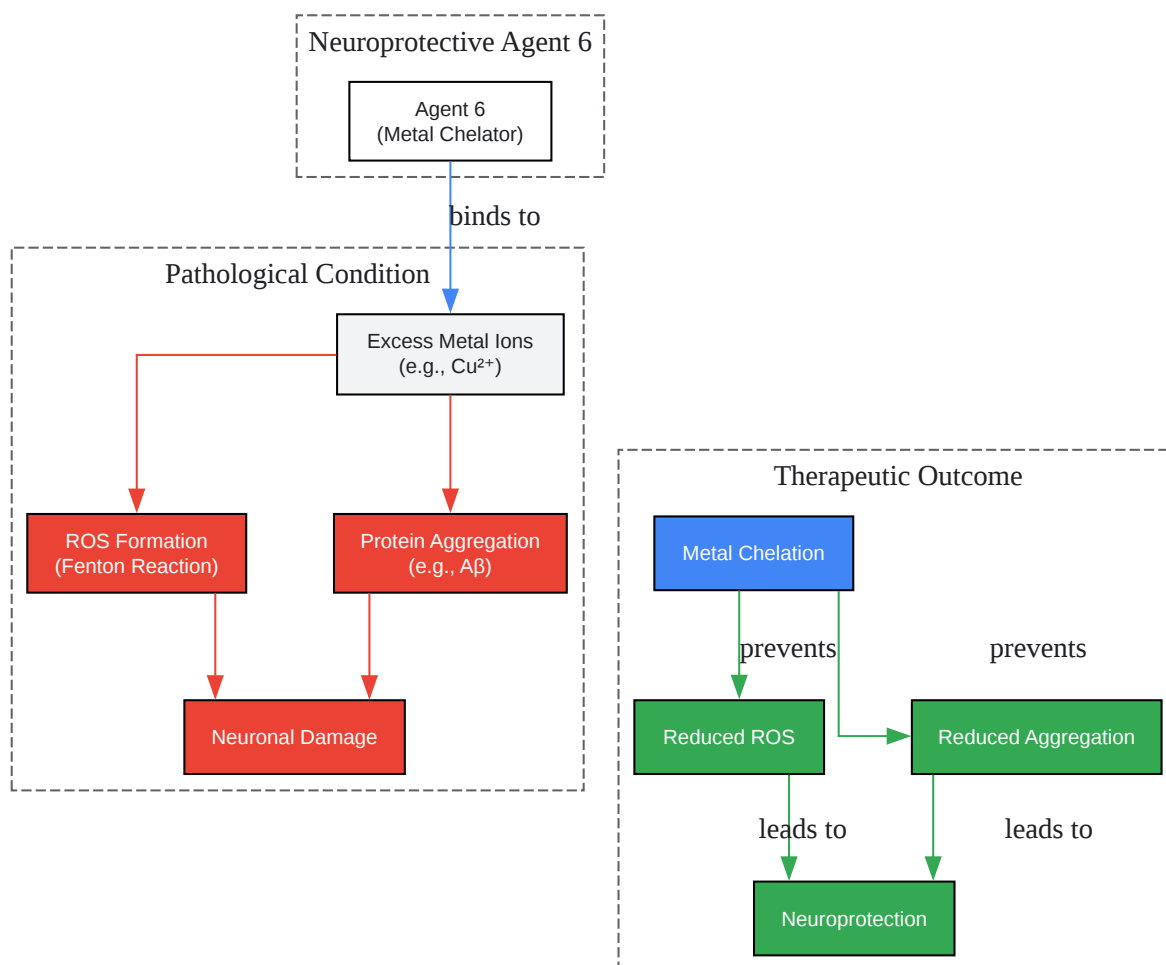 Neuroprotective Agent 6
Agent 6
(Metal Chelator)
binds to
Pathological Condition
Excess Metal Ions
(e.g., Cu²⁺)
ROS Formation
(Fenton Reaction)
Protein Aggregation
(e.g., Aβ)
Neuronal Damage
Therapeutic Outcome
Metal Chelation
prevents
prevents
Reduced ROS
Reduced Aggregation
leads to
leads to
Neuroprotection